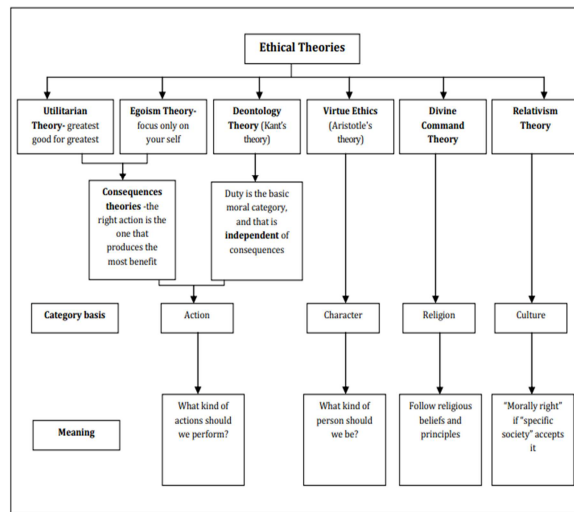 Ethical Theories
Utilitarian
Theory- greatest
good for greatest
Egoism Theory-
focus only on
your self
Deontology
Theory (Kant's
theory)
Virtue Ethics
(Aristotle's
theory)
Divine
Command
Theory
Relativism
Theory
Consequences
theories -the
right action is the
one that
produces the
most benefit
Duty is the basic
moral category,
and that is
independent of
consequences
Category basis
Action
Character
Religion
Culture
Meaning
What kind of
actions should
we perform?
What kind of
person should
we be?
Follow religious
beliefs and
principles
"Morally right"
if "specific
society" accepts
it